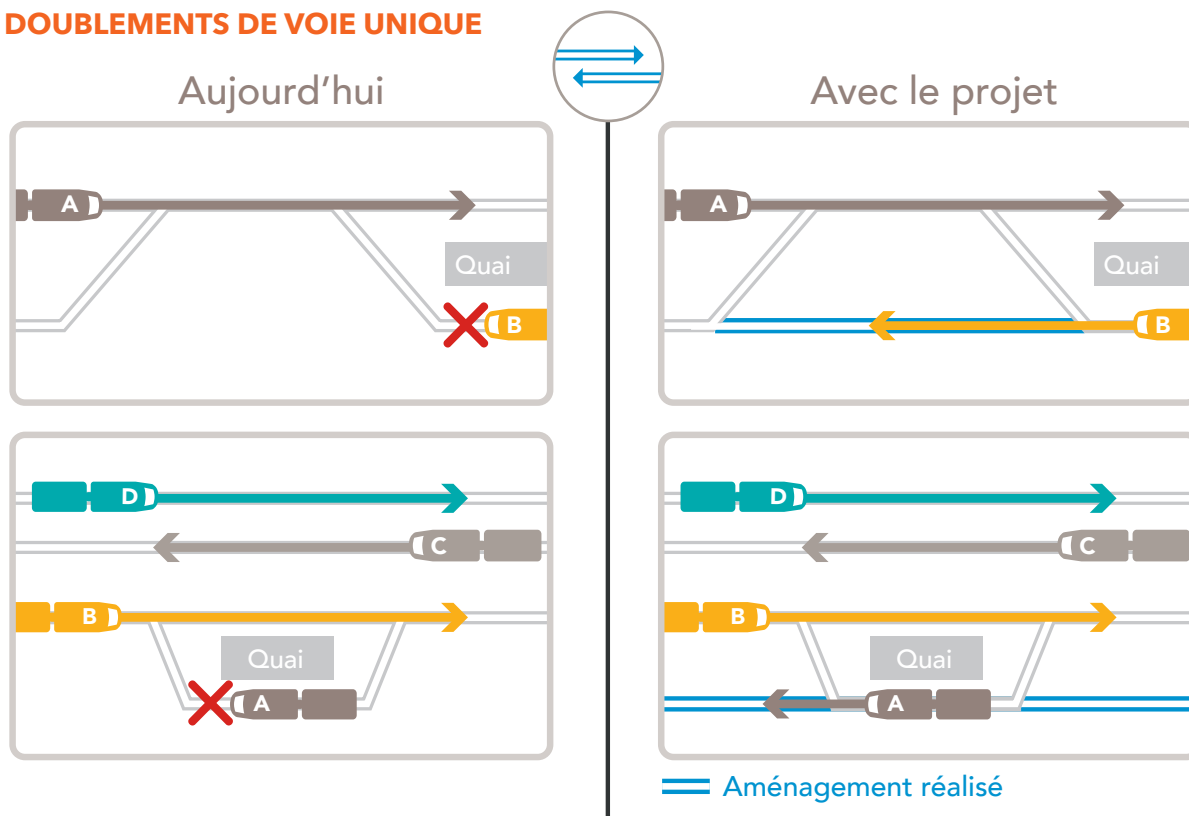 DOUBLEMENTS DE VOIE UNIQUE
Aujourd'hui
A
Quai
B
D
C
B
Quai
A
Avec le projet
A
Quai
B
D
C
B
Quai
A
Aménagement réalisé